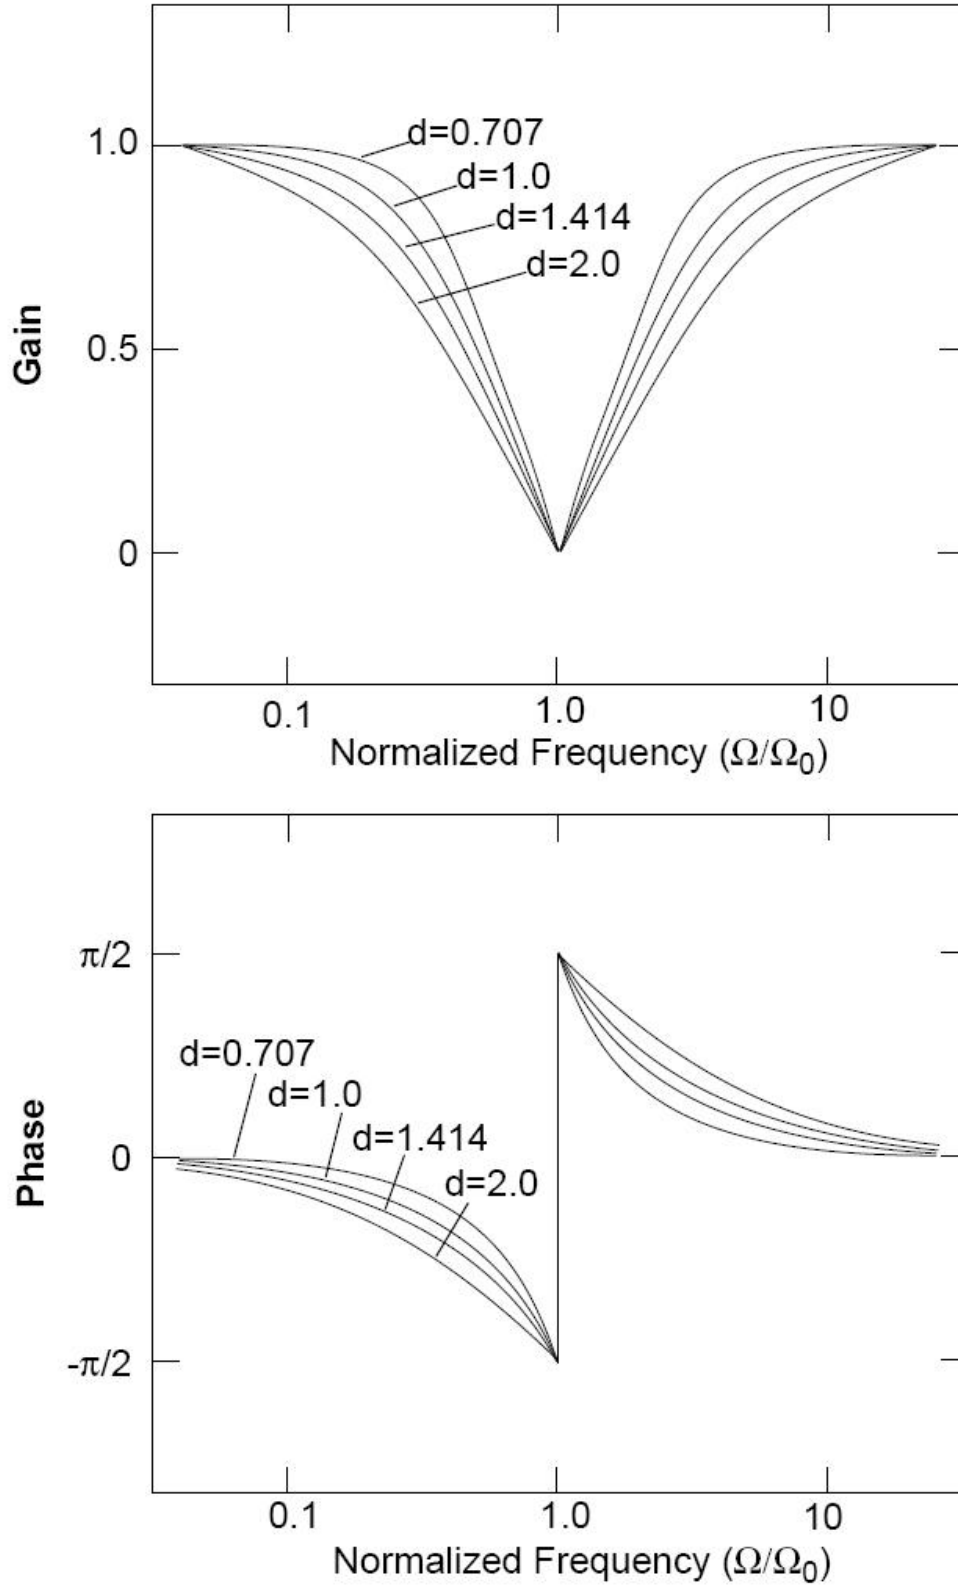 1.0
d=0.707
d=1.0
d=1.414
d=2.0
Gain
0.5
0
0.1
1.0
10
Normalized Frequency (Ω/Ω₀)
π/2
d=0.707
d=1.0
d=1.414
d=2.0
Phase
0
-π/2
0.1
1.0
10
Normalized Frequency (Ω/Ω₀)